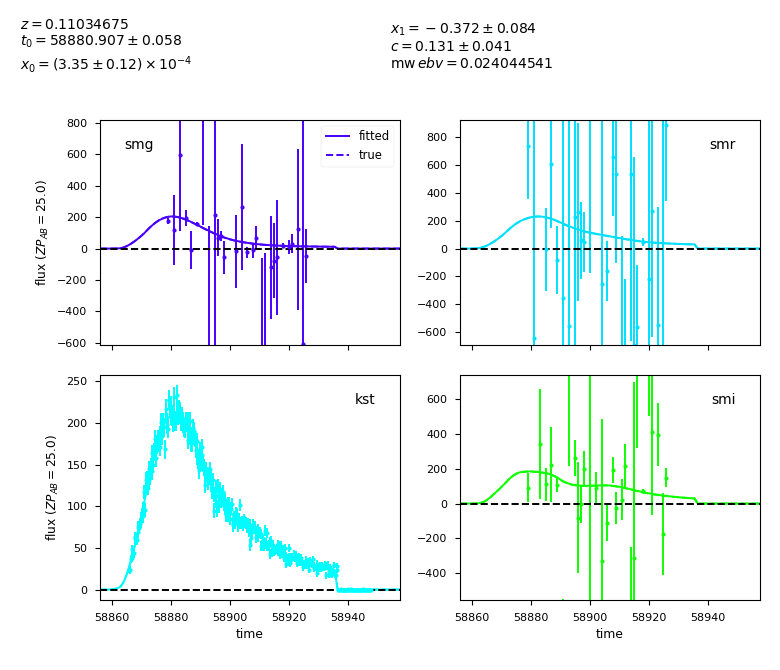 z = 0.11034675
t₀ = 58880.907 ± 0.058
x₀ = (3.35 ± 0.12) × 10⁻⁴
x₁ = −0.372 ± 0.084
c = 0.131 ± 0.041
mw ebv = 0.024044541
flux (ZP_AB = 25.0)
800
600
400
200
0
−200
−400
−600
smg
fitted
true
800
600
400
200
0
−200
−400
−600
smr
flux (ZP_AB = 25.0)
250
200
150
100
50
0
kst
58860 58880 58900 58920 58940
time
600
400
200
0
−200
−400
smi
58860 58880 58900 58920 58940
time